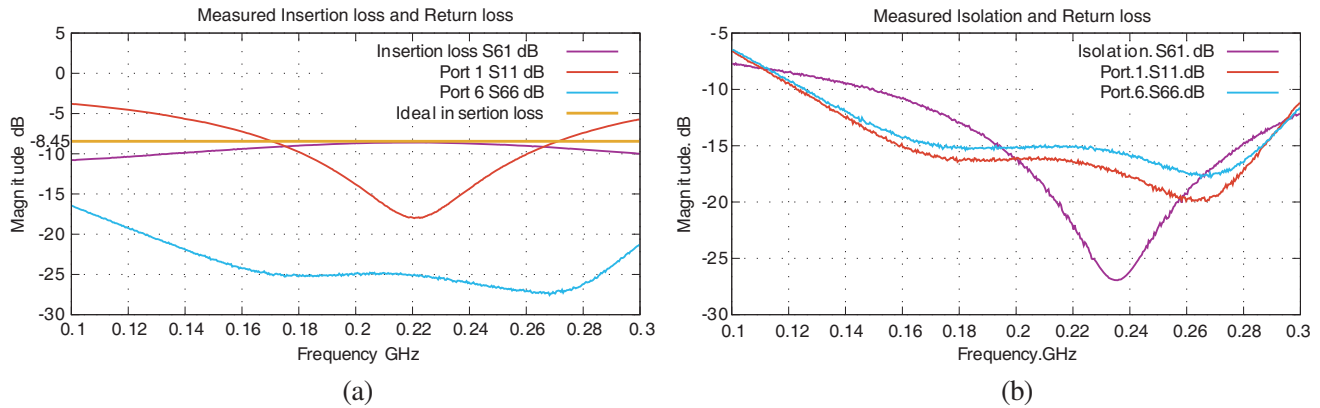 Measured Insertion loss and Return loss
5
0
-5
-8.45
-10
-15
-20
-25
-30
Magnitude dB
Insertion loss S61 dB
Port 1 S11 dB
Port 6 S66 dB
Ideal in sertion loss
0.1 0.12 0.14 0.16 0.18 0.2 0.22 0.24 0.26 0.28 0.3
Frequency GHz
(a)
Measured Isolation and Return loss
-5
-10
-15
-20
-25
-30
Magnitude. dB
Isolation. S61. dB
Port.1.S11.dB
Port.6.S66.dB
0.1 0.12 0.14 0.16 0.18 0.2 0.22 0.24 0.26 0.28 0.3
Frequency.GHz
(b)